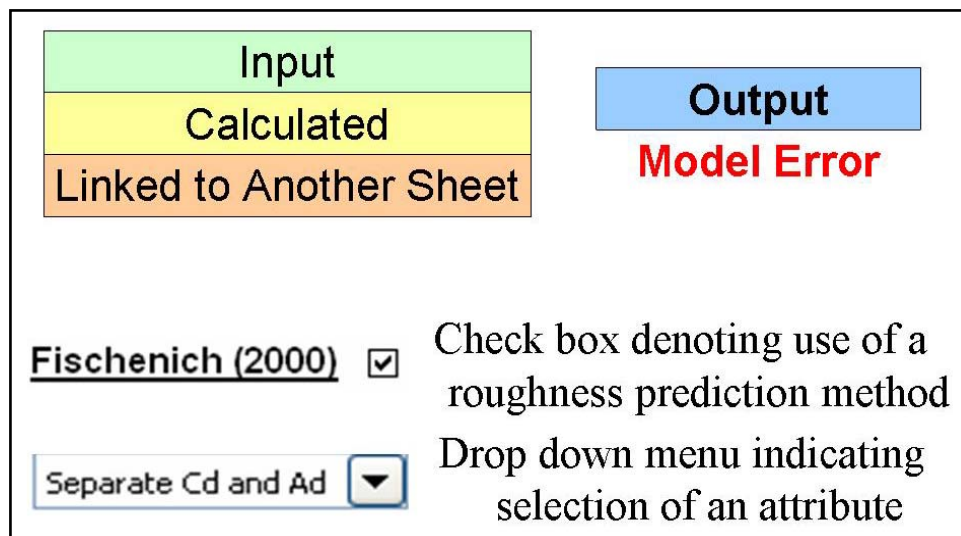 Input
Calculated
Linked to Another Sheet
Output
Model Error
Fischenich (2000)
Check box denoting use of a
roughness prediction method
Separate Cd and Ad
Drop down menu indicating
selection of an attribute